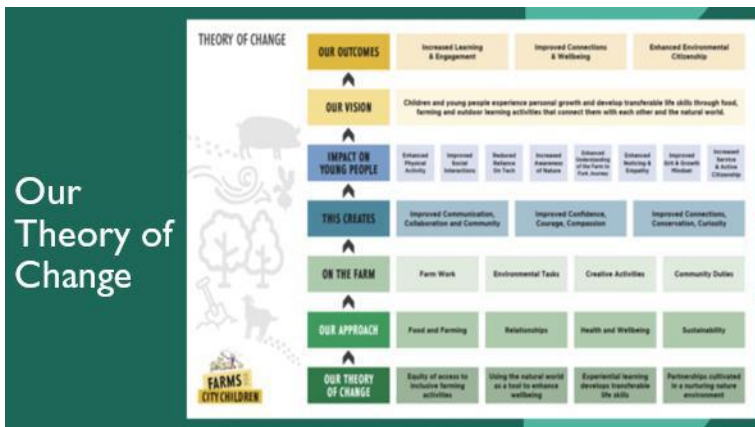 Our
Theory of
Change
THEORY OF CHANGE
OUR OUTCOMES
Increased Learning
& Engagement
Improved Connections
& Wellbeing
Enhanced Environmental
Citizenship
OUR VISION
Children and young people experience personal growth and develop transferable life skills through food,
farming and outdoor learning activities that connect them with each other and the natural world.
IMPACT ON
YOUNG PEOPLE
Enhanced
Physical
Activity
Improved
Social
Interactions
Reduced
Reliance
On Tech
Increased
Awareness
of Nature
Enhanced
Understanding
of the Farm to
Fork Journey
Enhanced
Noticing &
Empathy
Improved
Grit & Growth
Mindset
Increased
Service
& Active
Citizenship
THIS CREATES
Improved Communication,
Collaboration and Community
Improved Confidence,
Courage, Compassion
Improved Connections,
Conservation, Curiosity
ON THE FARM
Farm Work
Environmental Tasks
Creative Activities
Community Duties
OUR APPROACH
Food and Farming
Relationships
Health and Wellbeing
Sustainability
OUR THEORY
OF CHANGE
Equity of access to
inclusive farming
activities
Using the natural world
as a tool to enhance
wellbeing
Experiential learning
develops transferable
life skills
Partnerships cultivated
in a nurturing nature
environment
FARMS
CITY CHILDREN